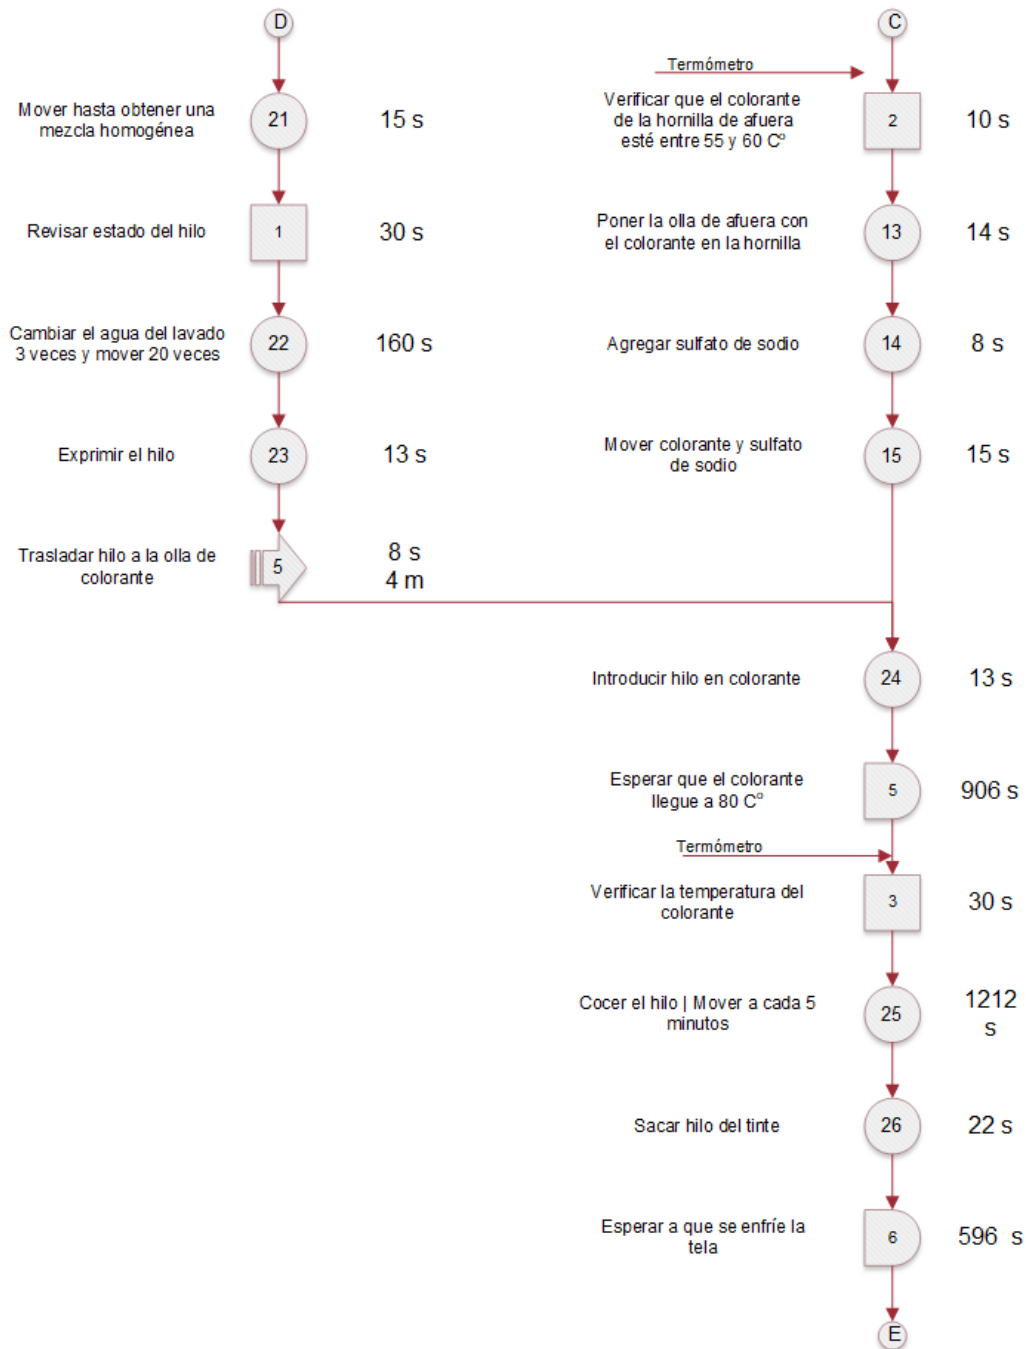 D
Mover hasta obtener una
mezcla homogénea
21
15 s
Revisar estado del hilo
1
30 s
Cambiar el agua del lavado
3 veces y mover 20 veces
22
160 s
Exprimir el hilo
23
13 s
Trasladar hilo a la olla de
colorante
5
8 s
4 m
C
Termómetro
Verificar que el colorante
de la hornilla de afuera
esté entre 55 y 60 Cº
2
10 s
Poner la olla de afuera con
el colorante en la hornilla
13
14 s
Agregar sulfato de sodio
14
8 s
Mover colorante y sulfato
de sodio
15
15 s
Introducir hilo en colorante
24
13 s
Esperar que el colorante
llegue a 80 Cº
5
906 s
Termómetro
Verificar la temperatura del
colorante
3
30 s
Cocer el hilo | Mover a cada 5
minutos
25
1212
s
Sacar hilo del tinte
26
22 s
Esperar a que se enfríe la
tela
6
596 s
E